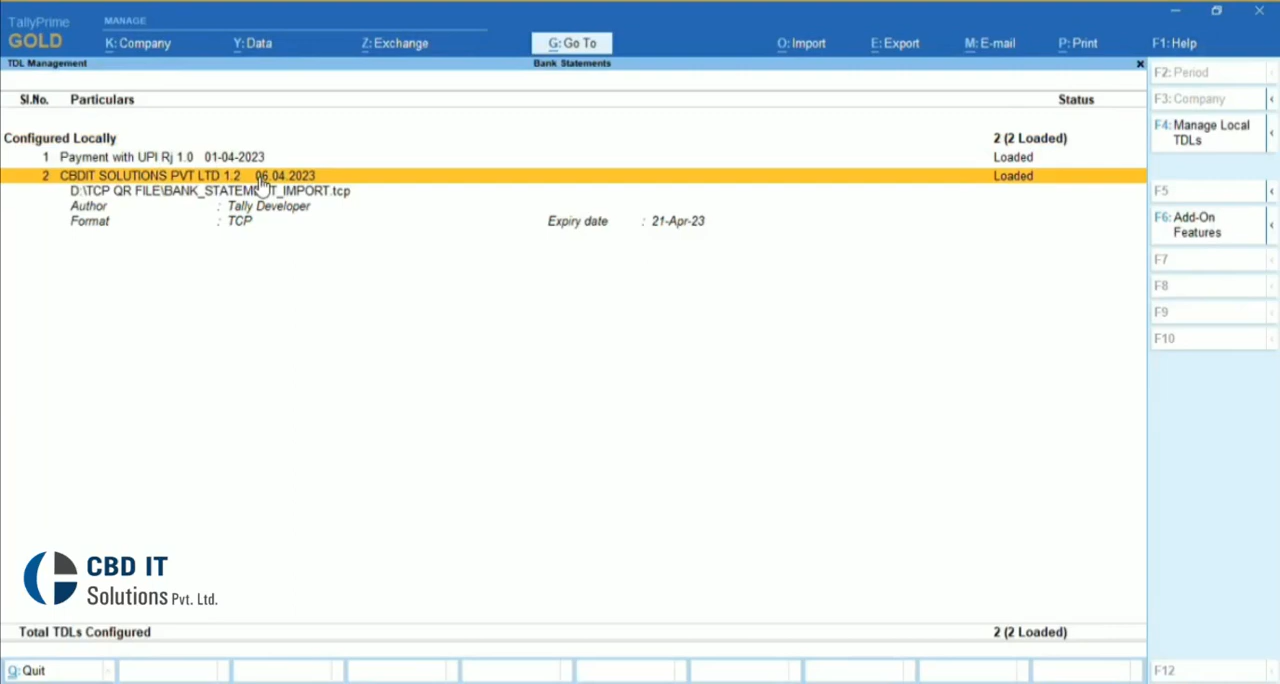 TallyPrime
GOLD
MANAGE
K: Company Y: Data Z: Exchange G: Go To O: Import E: Export M: E-mail P: Print F1: Help
TDL Management Bank Statements
Sl.No. Particulars Status
Configured Locally 2 (2 Loaded)
1 Payment with UPI Rj 1.0 01-04-2023 Loaded
2 CBDIT SOLUTIONS PVT LTD 1.2 06.04.2023 Loaded
D:\TCP QR FILE\BANK_STATEMENT_IMPORT.tcp
Author : Tally Developer
Format : TCP Expiry date : 21-Apr-23
CBD IT
Solutions Pvt. Ltd.
Total TDLs Configured 2 (2 Loaded)
Q: Quit
F2: Period
F3: Company
F4: Manage Local
TDLs
F5
F6: Add-On
Features
F7
F8
F9
F10
F12